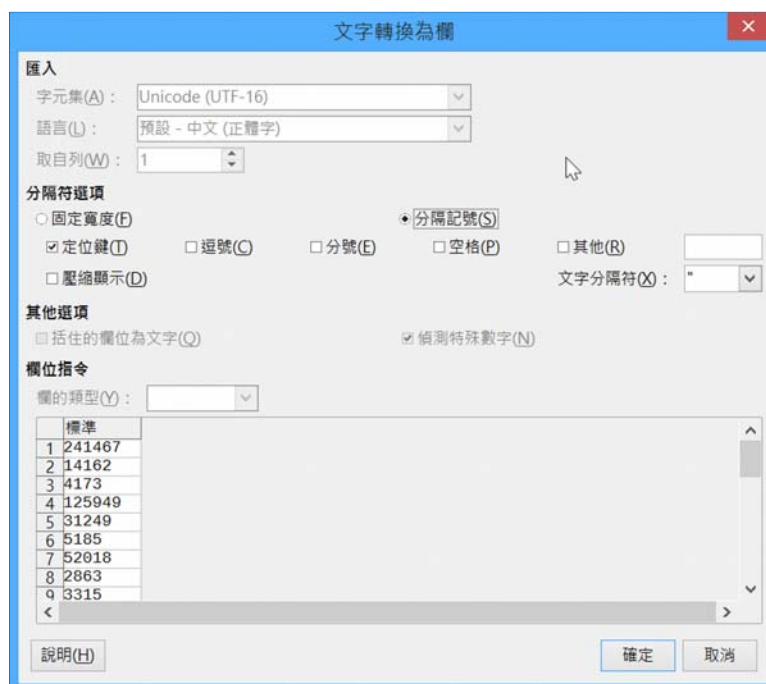 文字轉換為欄
匯入
字元集(A)： Unicode (UTF-16)
語言(L)： 預設 - 中文 (正體字)
取自列(W)： 1
分隔符選項
固定寬度(F) 分隔記號(S)
定位鍵(T) 逗號(C) 分號(E) 空格(P) 其他(R)
壓縮顯示(D) 文字分隔符(X)： "
其他選項
括住的欄位為文字(Q) 偵測特殊數字(N)
欄位指令
欄的類型(Y)：
標準
1 241467
2 14162
3 4173
4 125949
5 31249
6 5185
7 52018
8 2863
9 3315
說明(H) 確定 取消